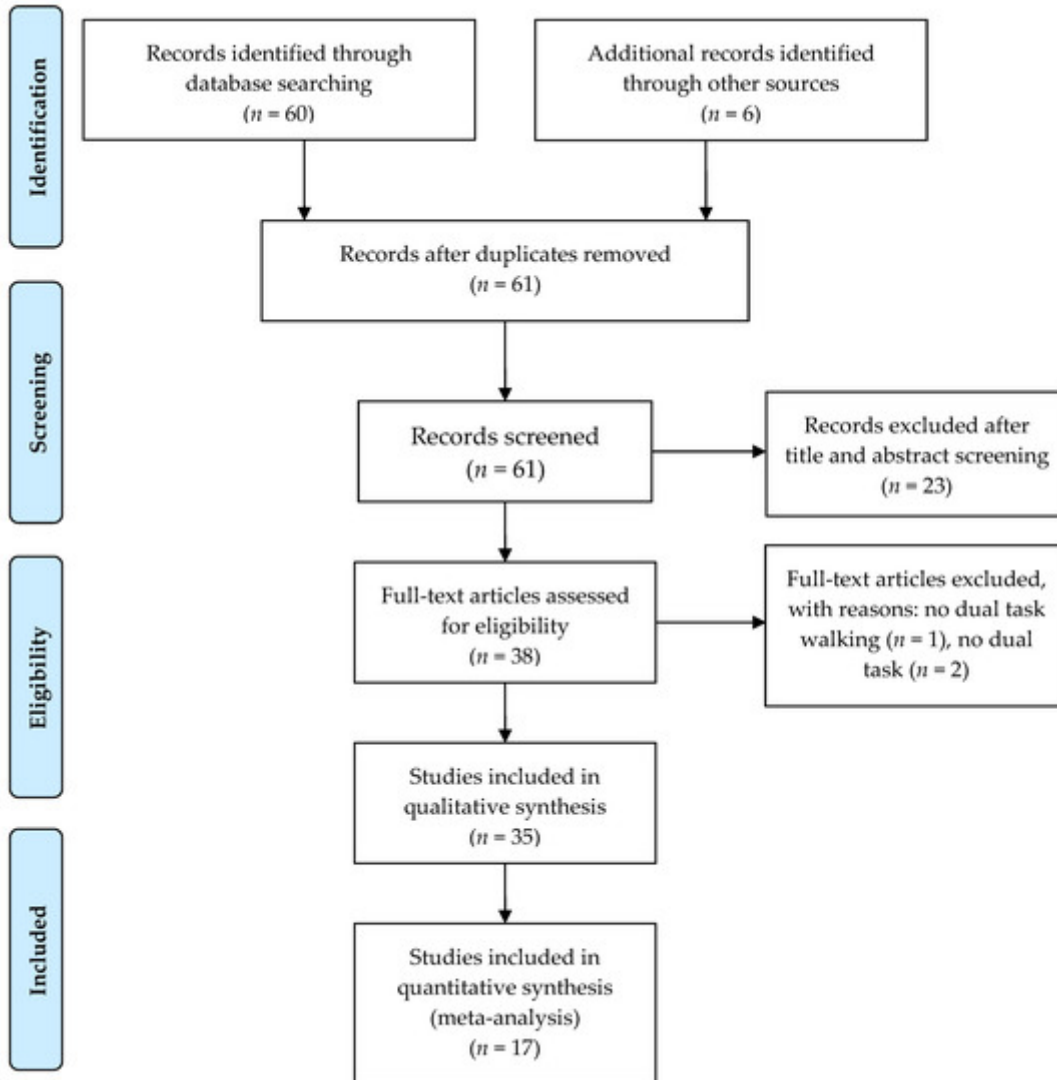 Identification
Records identified through
database searching
(n = 60)
Additional records identified
through other sources
(n = 6)
Records after duplicates removed
(n = 61)
Screening
Records screened
(n = 61)
Records excluded after
title and abstract screening
(n = 23)
Eligibility
Full-text articles assessed
for eligibility
(n = 38)
Full-text articles excluded,
with reasons: no dual task
walking (n = 1), no dual
task (n = 2)
Studies included in
qualitative synthesis
(n = 35)
Included
Studies included in
quantitative synthesis
(meta-analysis)
(n = 17)